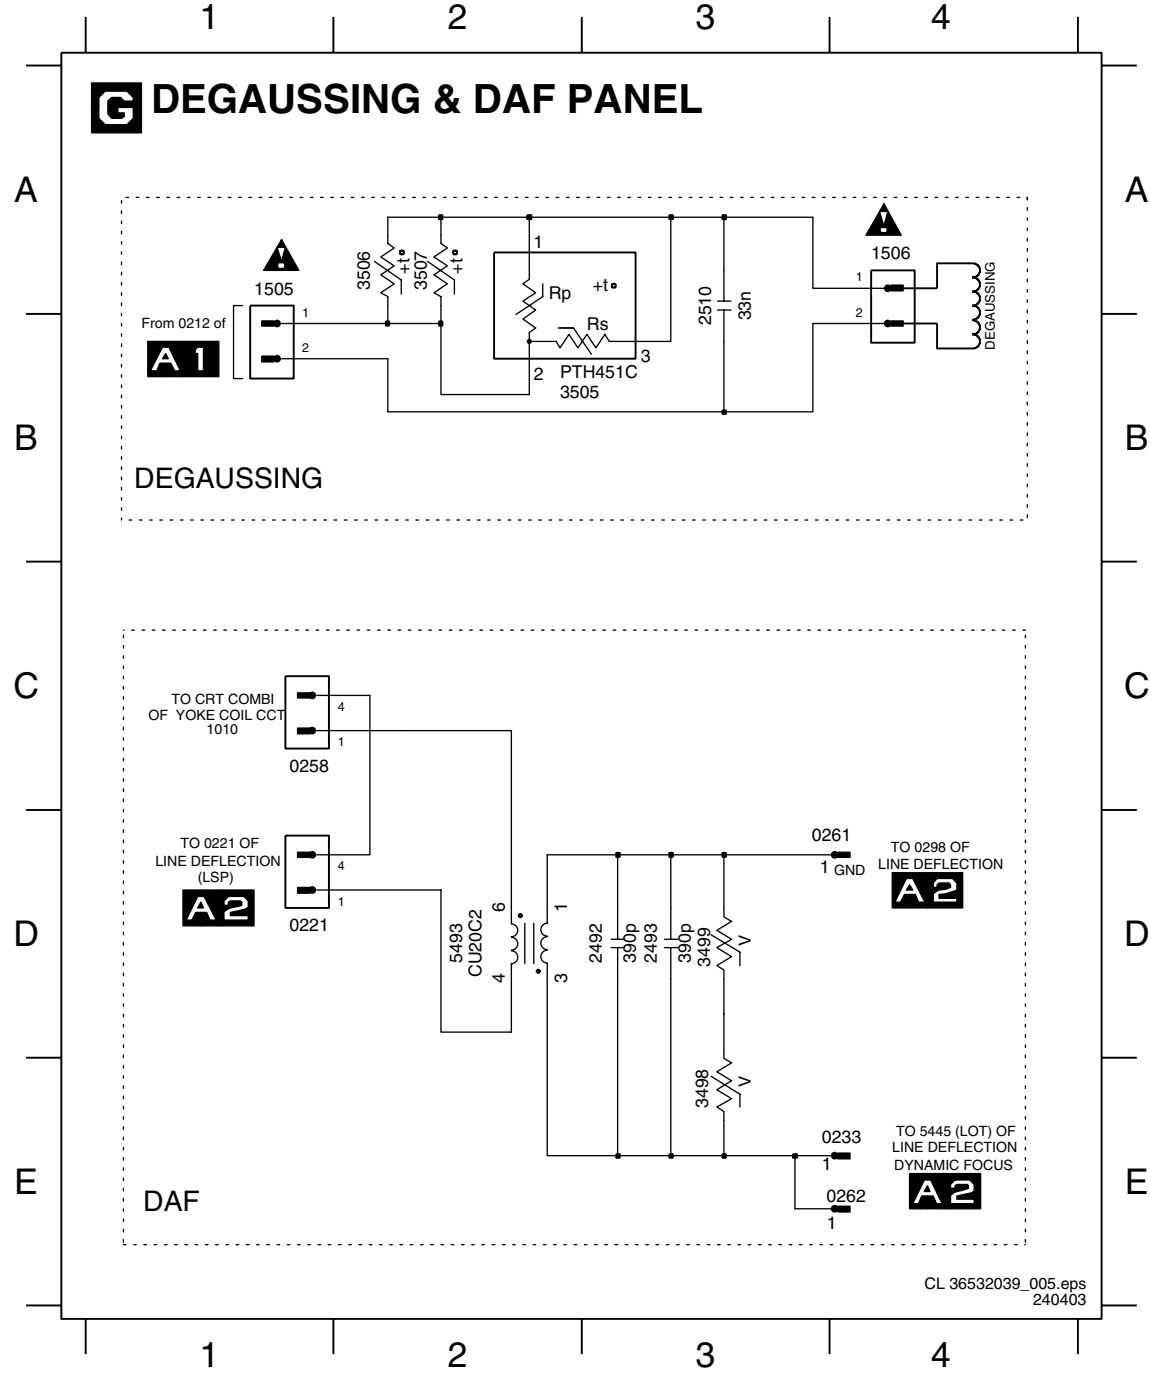 1 2 3 4
G DEGAUSSING & DAF PANEL
A A
1506
1505
3506
+t
3507
+t
1
Rp
+t
Rs
3
2
PTH451C
3505
2510
33n
1
2
DEGAUSSING
From 0212 of
A 1
1
2
B B
DEGAUSSING
C C
TO CRT COMBI
OF YOKE COIL CCT
1010
4
1
0258
TO 0221 OF
LINE DEFLECTION
(LSP)
A 2
4
1
0221
D D
5493
CU20C2
6
4
1
3
2492
390p
2493
390p
3499
V
3498
V
0261
1 GND
TO 0298 OF
LINE DEFLECTION
A 2
0233
1
0262
1
TO 5445 (LOT) OF
LINE DEFLECTION
DYNAMIC FOCUS
A 2
E E
DAF
CL 36532039_005.eps
240403
1 2 3 4